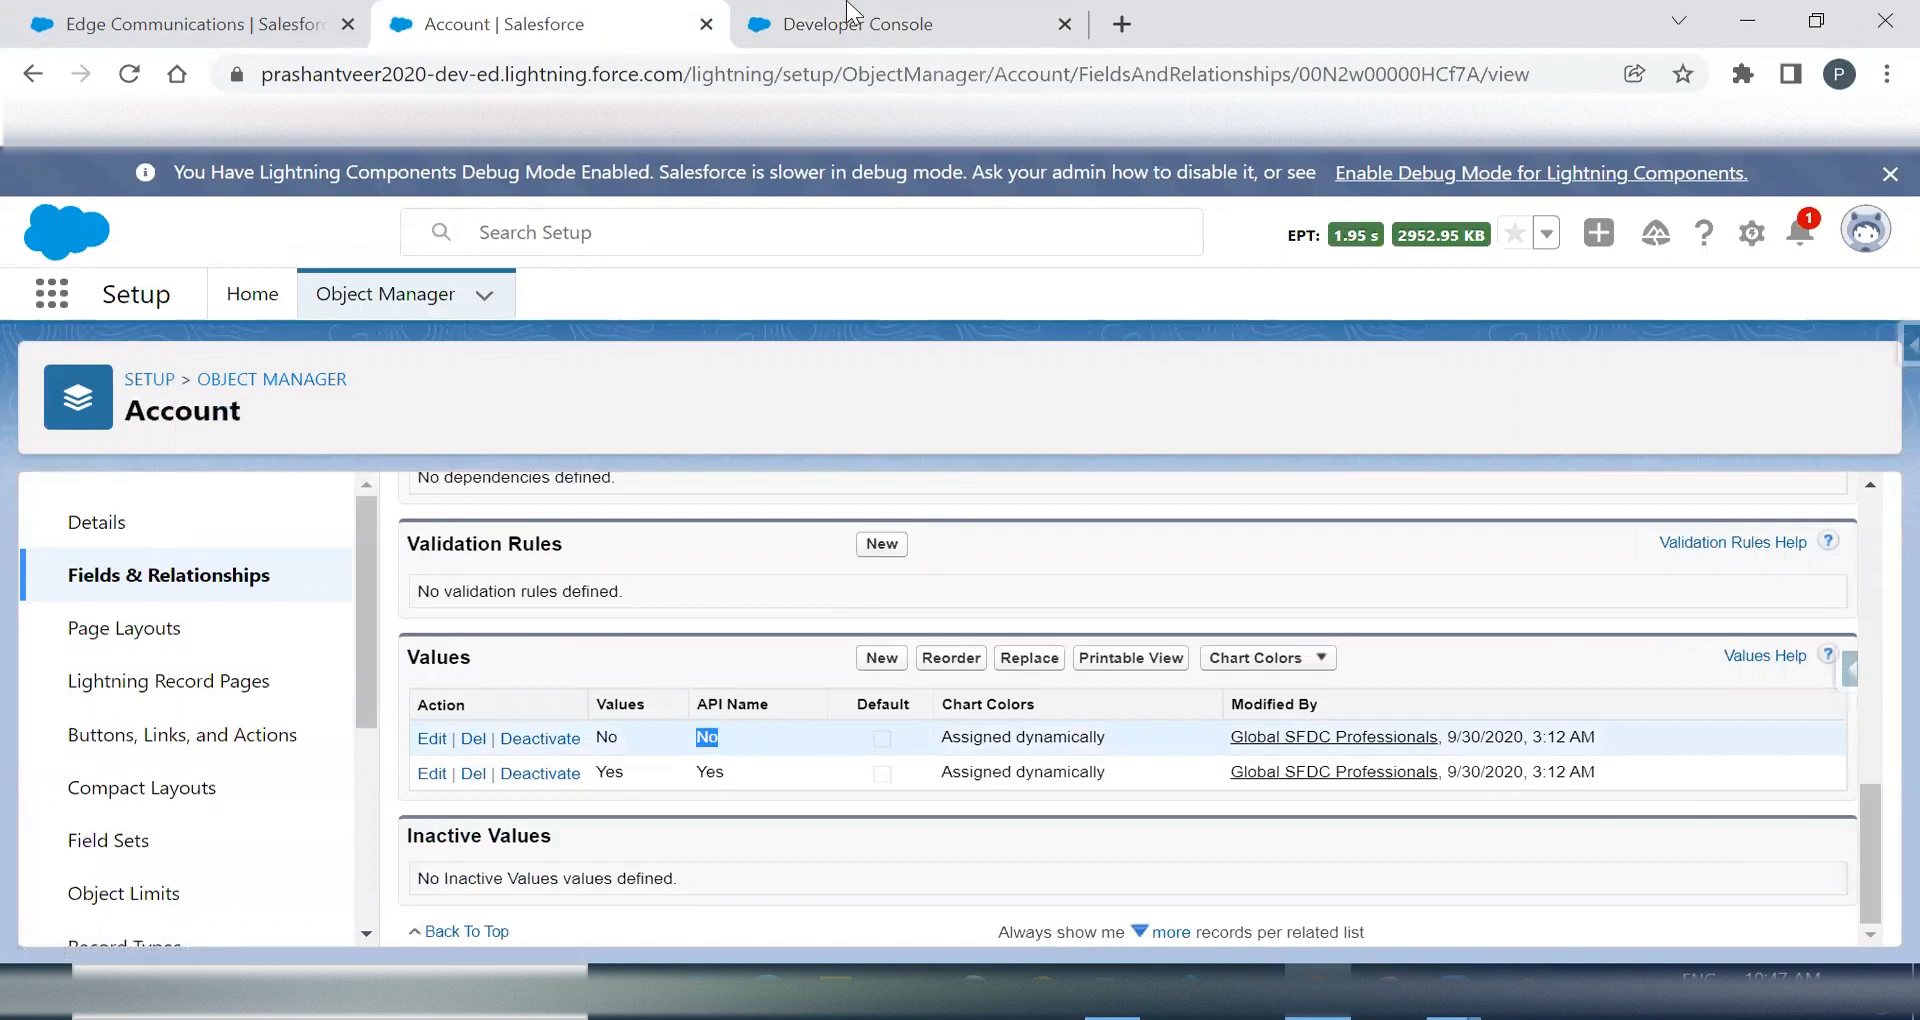 Edge Communications | Salesforc
Account | Salesforce
Developer Console
prashantveer2020-dev-ed.lightning.force.com/lightning/setup/ObjectManager/Account/FieldsAndRelationships/00N2w00000HCf7A/view
P
You Have Lightning Components Debug Mode Enabled. Salesforce is slower in debug mode. Ask your admin how to disable it, or see Enable Debug Mode for Lightning Components.
Search Setup
EPT: 1.95 s 2952.95 KB
1
Setup
Home
Object Manager
SETUP > OBJECT MANAGER
Account
Details
Fields & Relationships
Page Layouts
Lightning Record Pages
Buttons, Links, and Actions
Compact Layouts
Field Sets
Object Limits
Record Types
No dependencies defined.
Validation Rules New Validation Rules Help ?
No validation rules defined.
Values New Reorder Replace Printable View Chart Colors Values Help ?
Action Values API Name Default Chart Colors Modified By
Edit | Del | Deactivate No No Assigned dynamically Global SFDC Professionals, 9/30/2020, 3:12 AM
Edit | Del | Deactivate Yes Yes Assigned dynamically Global SFDC Professionals, 9/30/2020, 3:12 AM
Inactive Values
No Inactive Values values defined.
Back To Top
Always show me more records per related list
ENG 10:47 AM